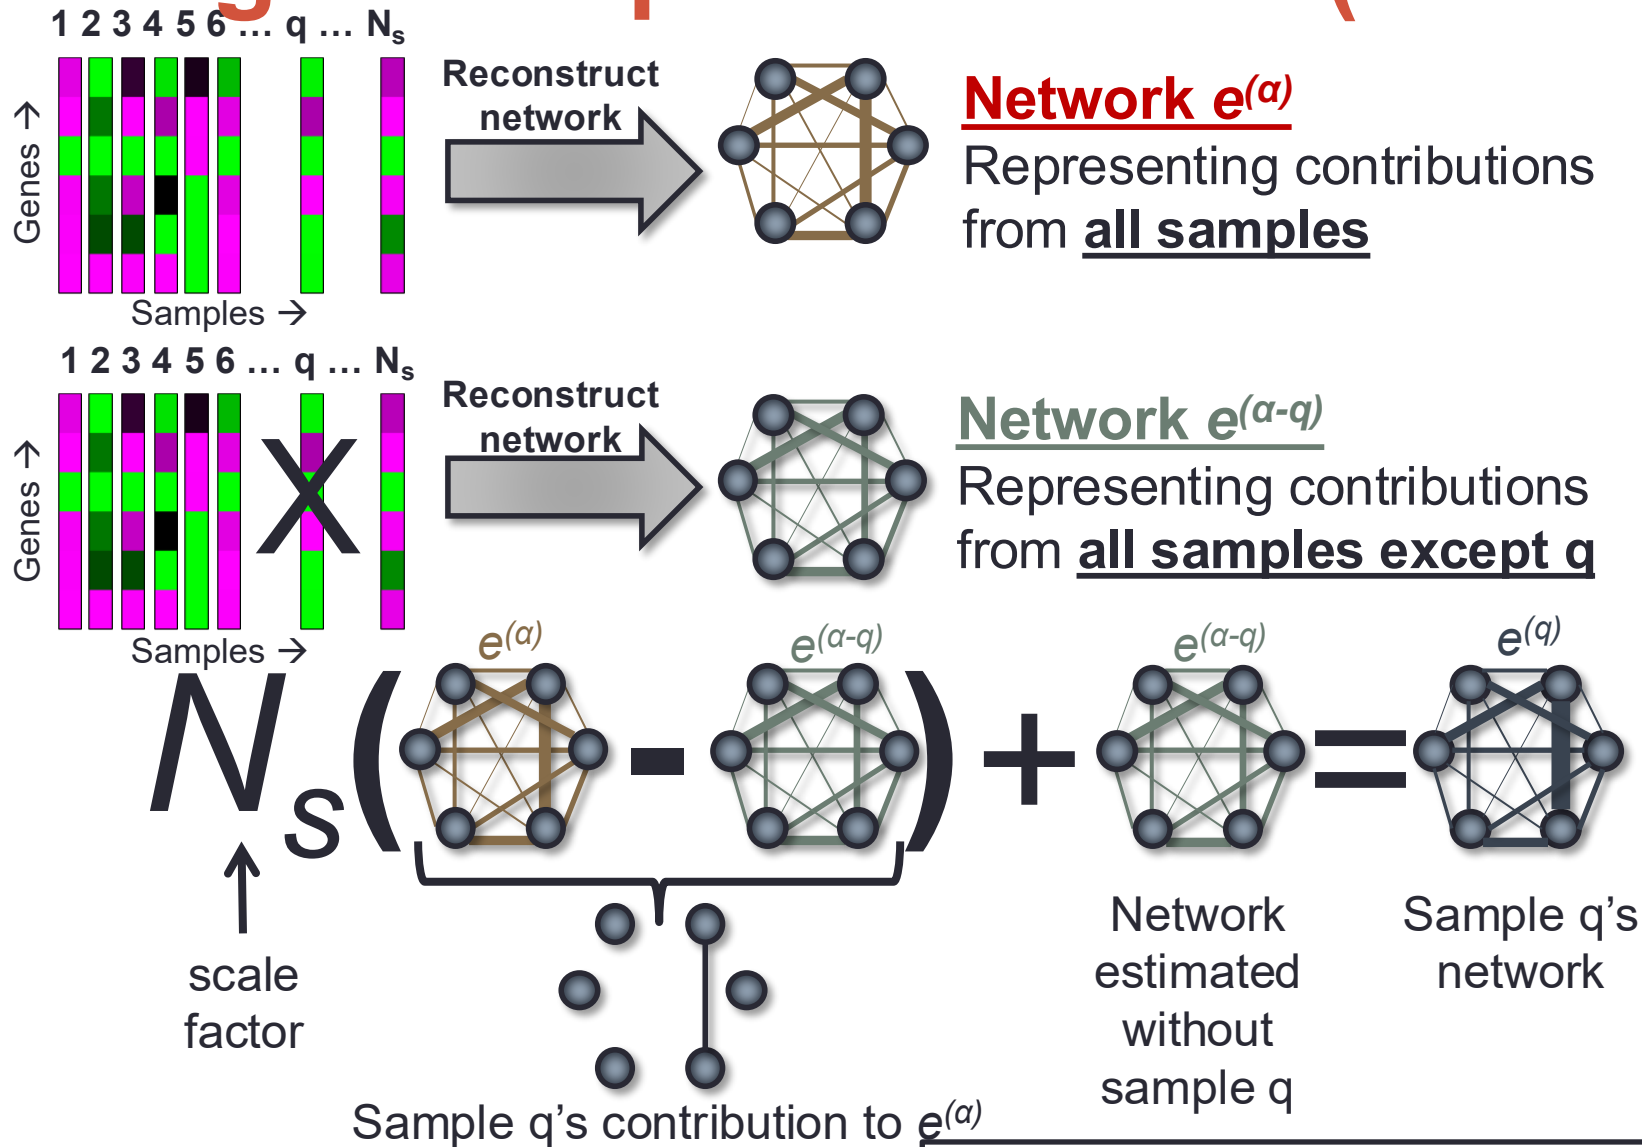 1 2 3 4 5 6 ... q ... Ns
Genes →
Samples →
Reconstruct
network
Network e(α)
Representing contributions
from all samples
1 2 3 4 5 6 ... q ... Ns
Genes →
X
Samples →
Reconstruct
network
Network e(α-q)
Representing contributions
from all samples except q
e(α) e(α-q) e(α-q) e(q)
Ns ( - ) + =
scale
factor
Network
estimated
without
sample q
Sample q's
network
Sample q's contribution to e(α)